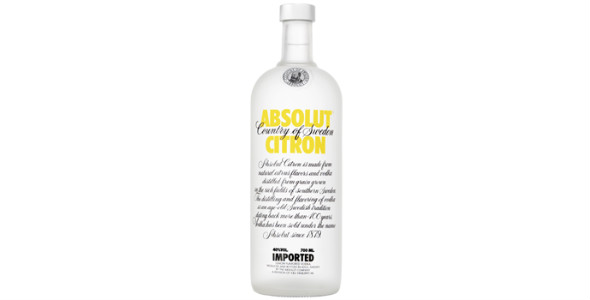 ABSOLUT
Country of Sweden
CITRON
Absolut Citron is made from
natural citrus flavors and vodka
distilled from grain grown
in the rich fields of southern Sweden.
The distilling and flavoring of vodka
is an age-old Swedish tradition
dating back more than 400 years.
Vodka has been sold under the name
Absolut since 1879.
40%VOL. 750 ML.
IMPORTED